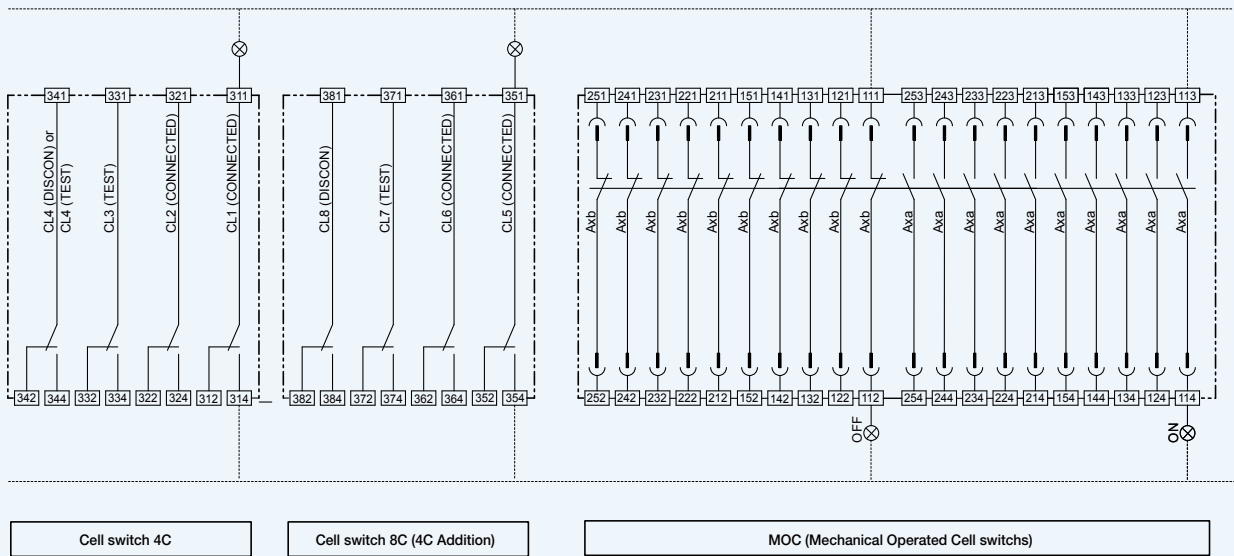 341 331 321 311 381 371 361 351 251 241 231 221 211 151 141 131 121 111 253 243 233 223 213 153 143 133 123 113
CL4 (DISCON) or
CL4 (TEST)
CL3 (TEST)
CL2 (CONNECTED)
CL1 (CONNECTED)
CL8 (DISCON)
CL7 (TEST)
CL6 (CONNECTED)
CL5 (CONNECTED)
Axb Axb Axb Axb Axb Axb Axb Axb Axb Axb Axa Axa Axa Axa Axa Axa Axa Axa Axa Axa
342 344 332 334 322 324 312 314 382 384 372 374 362 364 352 354 252 242 232 222 212 152 142 132 122 112 254 244 234 224 214 154 144 134 124 114
OFF
ON
Cell switch 4C
Cell switch 8C (4C Addition)
MOC (Mechanical Operated Cell switchs)